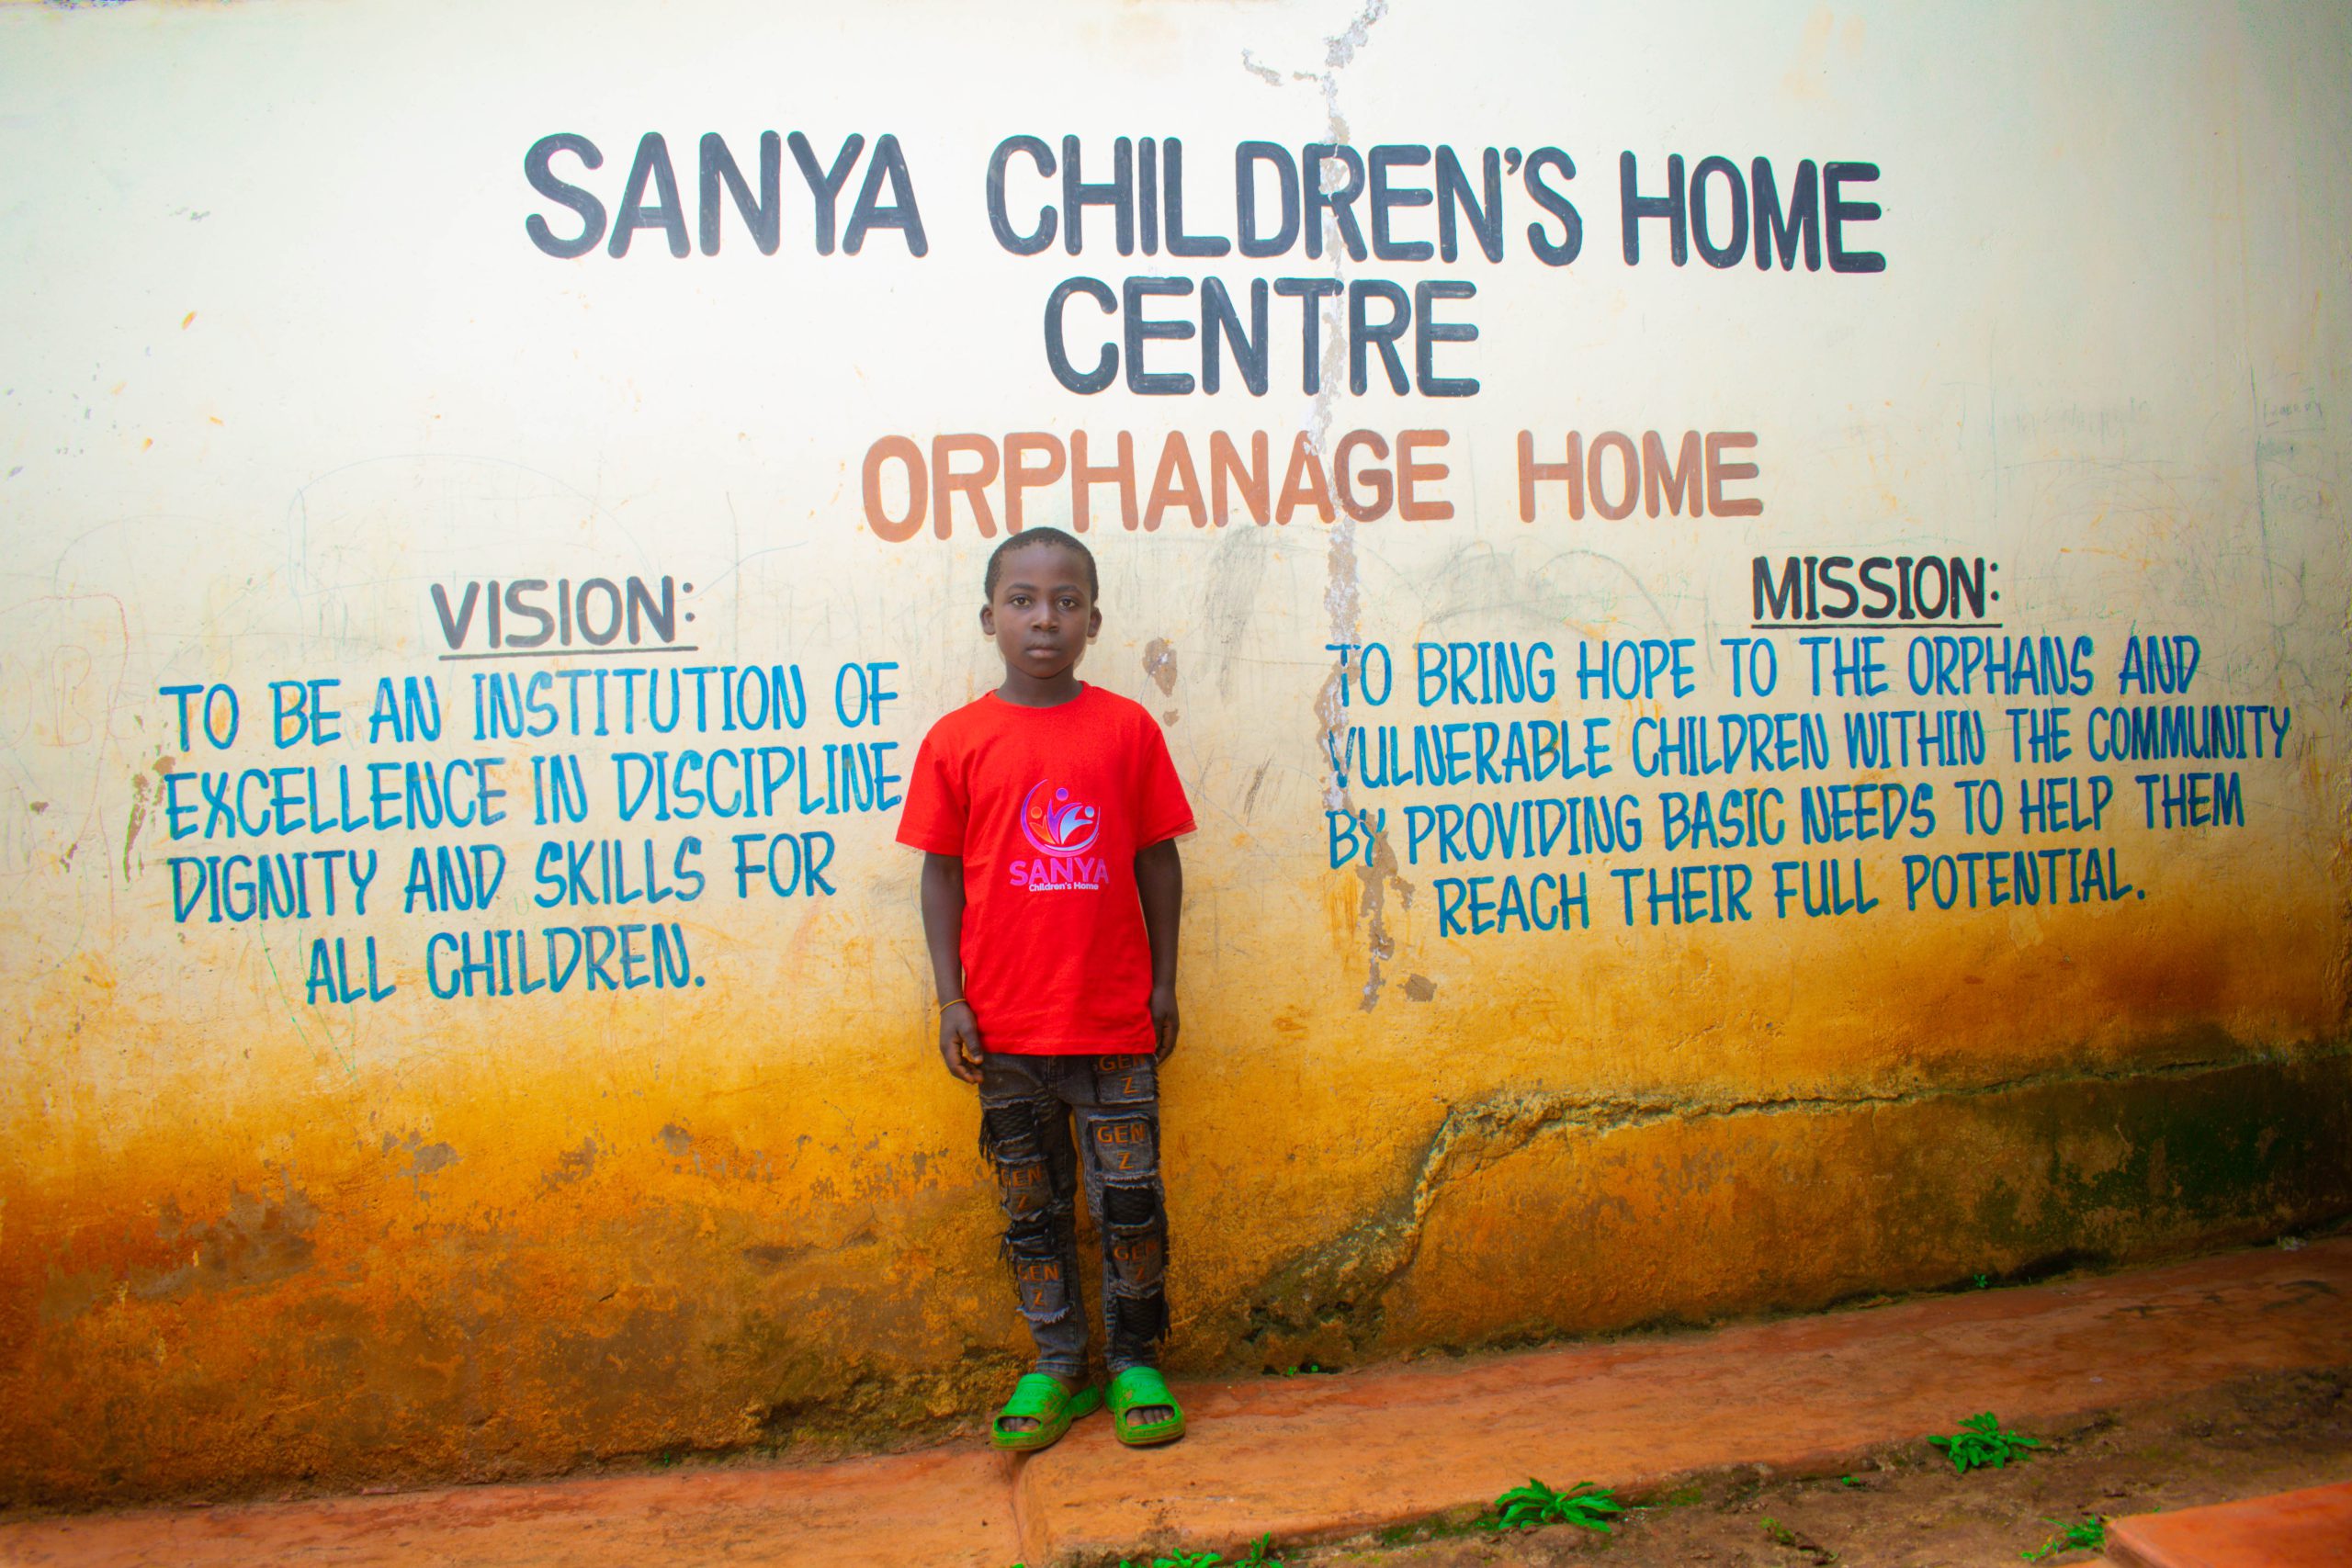 SANYA CHILDREN'S HOME
CENTRE
ORPHANAGE HOME
VISION:
TO BE AN INSTITUTION OF
EXCELLENCE IN DISCIPLINE
DIGNITY AND SKILLS FOR
ALL CHILDREN.
MISSION:
TO BRING HOPE TO THE ORPHANS AND
VULNERABLE CHILDREN WITHIN THE COMMUNITY
BY PROVIDING BASIC NEEDS TO HELP THEM
REACH THEIR FULL POTENTIAL.
SANYA
Children's Home
GEN
Z
GEN
Z
GEN
Z
GEN
Z
GEN
Z